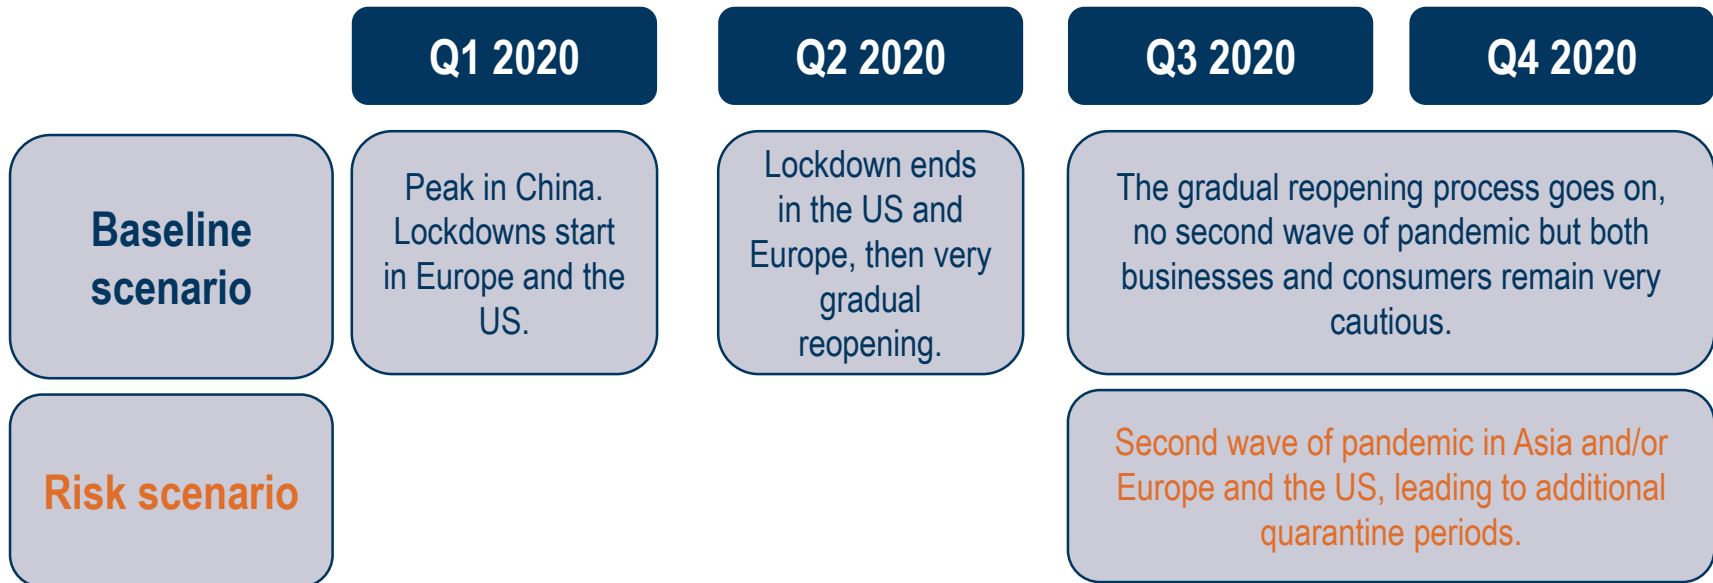 Q1 2020
Q2 2020
Q3 2020
Q4 2020
Baseline
scenario
Peak in China.
Lockdowns start
in Europe and the
US.
Lockdown ends
in the US and
Europe, then very
gradual
reopening.
The gradual reopening process goes on,
no second wave of pandemic but both
businesses and consumers remain very
cautious.
Risk scenario
Second wave of pandemic in Asia and/or
Europe and the US, leading to additional
quarantine periods.